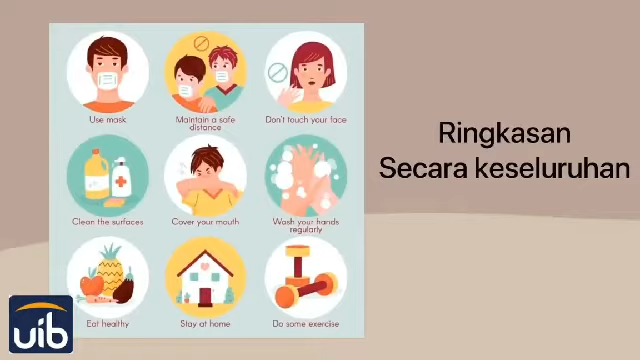 Use mask
Maintain a safe
distance
Don't touch your face
Ringkasan
Secara keseluruhan
Clean the surfaces
Cover your mouth
Wash your hands
regularly
Eat healthy
Stay at home
Do some exercise
uib